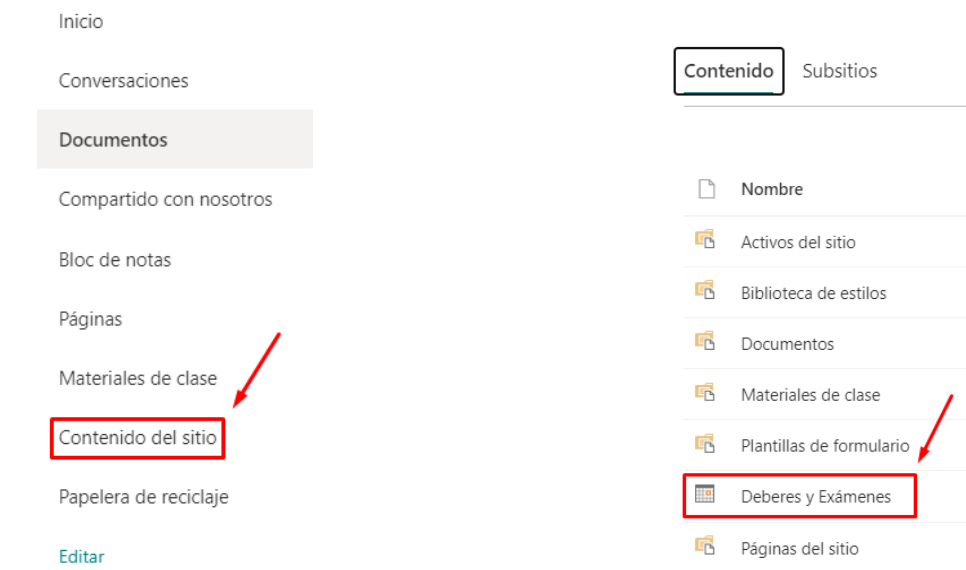 Inicio
Conversaciones
Documentos
Compartido con nosotros
Bloc de notas
Páginas
Materiales de clase
Contenido del sitio
Papelera de reciclaje
Editar
Contenido Subsitios
Nombre
Activos del sitio
Biblioteca de estilos
Documentos
Materiales de clase
Plantillas de formulario
Deberes y Exámenes
Páginas del sitio